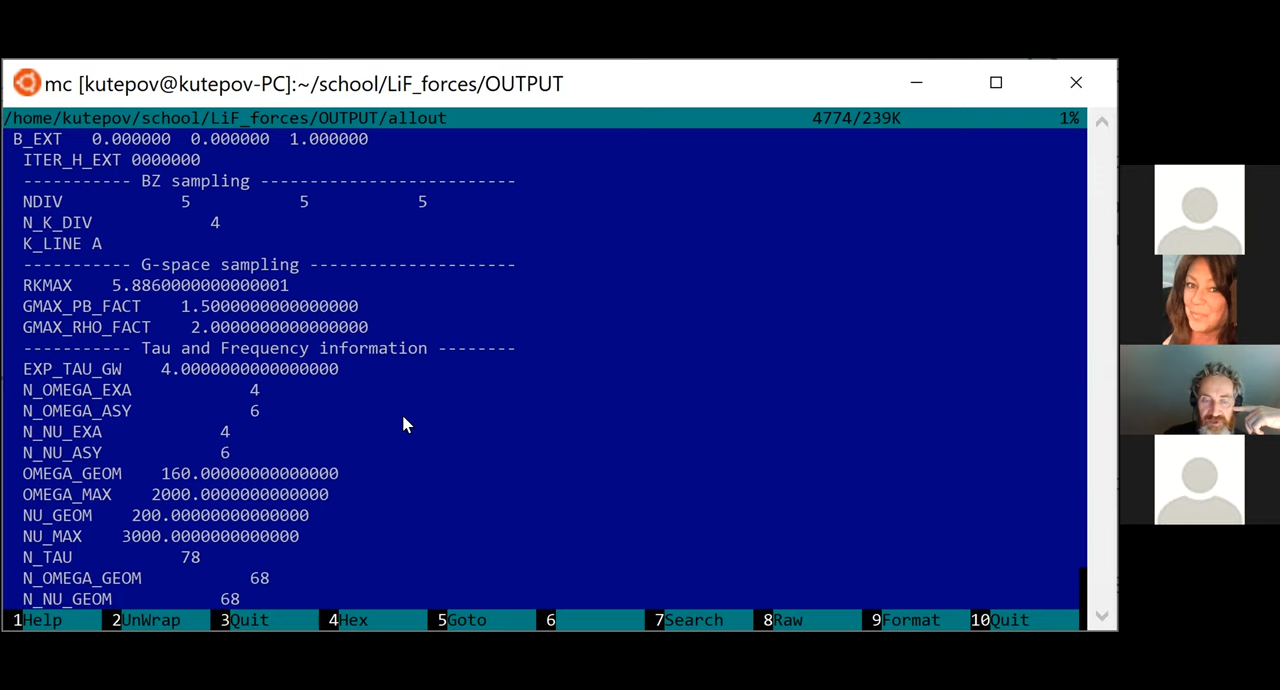 mc [kutepov@kutepov-PC]:~/school/LiF_forces/OUTPUT
/home/kutepov/school/LiF_forces/OUTPUT/allout 4774/239K 1%
B_EXT 0.000000 0.000000 1.000000
ITER_H_EXT 0000000
----------- BZ sampling --------------------------
NDIV 5 5 5
N_K_DIV 4
K_LINE A
----------- G-space sampling ---------------------
RKMAX 5.8860000000000001
GMAX_PB_FACT 1.5000000000000000
GMAX_RHO_FACT 2.0000000000000000
----------- Tau and Frequency information --------
EXP_TAU_GW 4.0000000000000000
N_OMEGA_EXA 4
N_OMEGA_ASY 6
N_NU_EXA 4
N_NU_ASY 6
OMEGA_GEOM 160.00000000000000
OMEGA_MAX 2000.0000000000000
NU_GEOM 200.00000000000000
NU_MAX 3000.0000000000000
N_TAU 78
N_OMEGA_GEOM 68
N_NU_GEOM 68
1Help 2UnWrap 3Quit 4Hex 5Goto 6 7Search 8Raw 9Format 10Quit